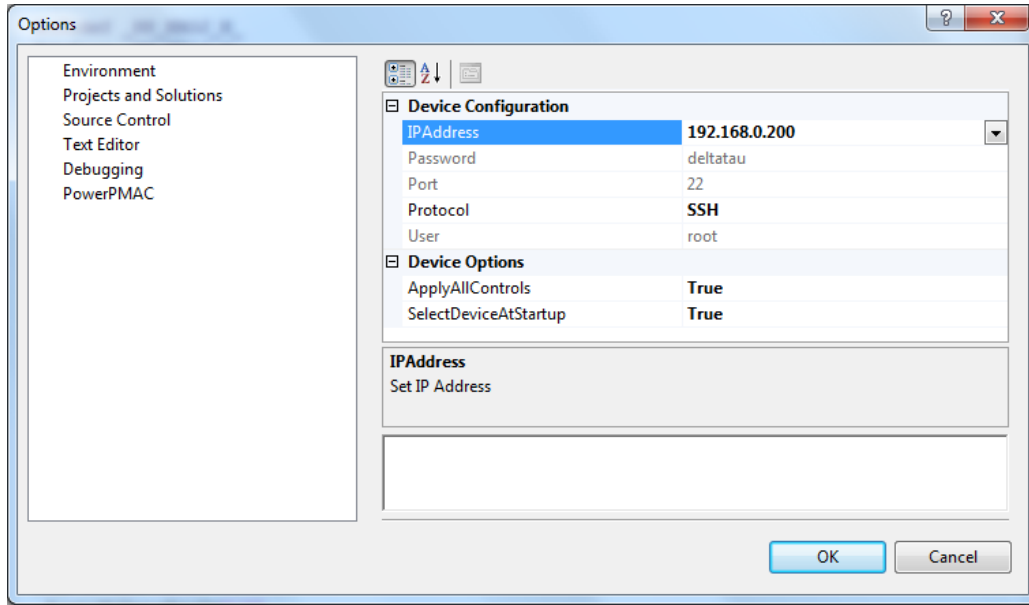 Options
Environment
Projects and Solutions
Source Control
Text Editor
Debugging
PowerPMAC
Device Configuration
IPAddress 192.168.0.200
Password deltatau
Port 22
Protocol SSH
User root
Device Options
ApplyAllControls True
SelectDeviceAtStartup True
IPAddress
Set IP Address
OK Cancel